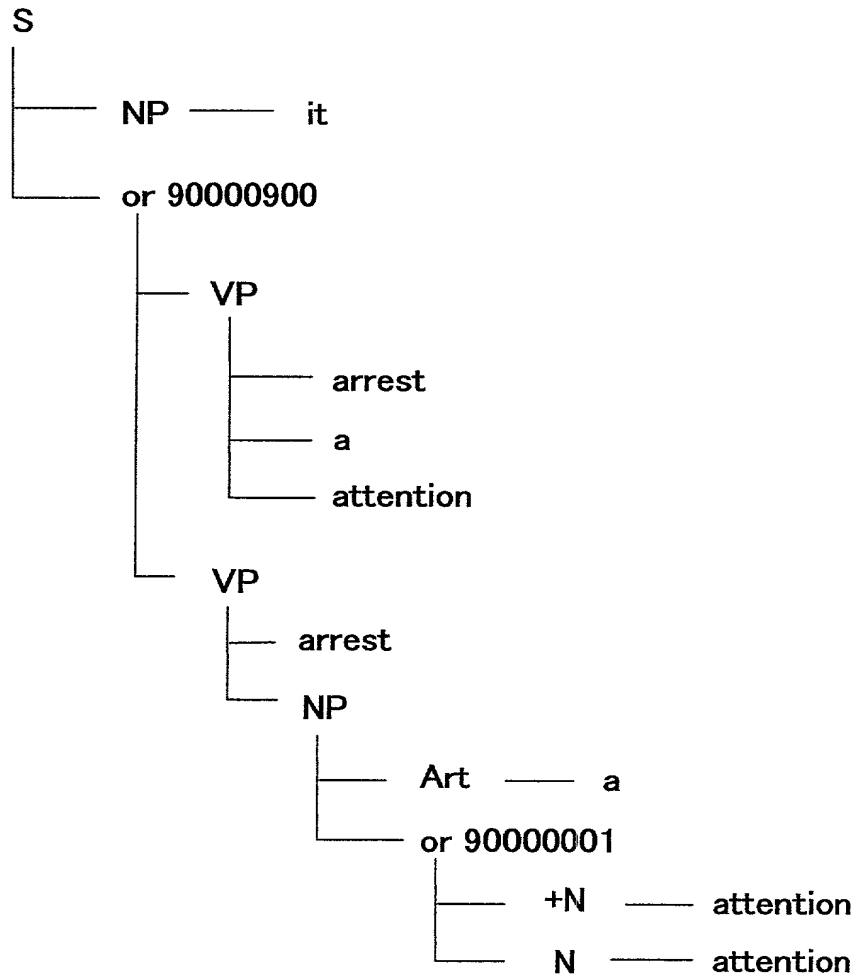 S
NP it
or 90000900
VP
arrest
a
attention
VP
arrest
NP
Art a
or 90000001
+N attention
N attention